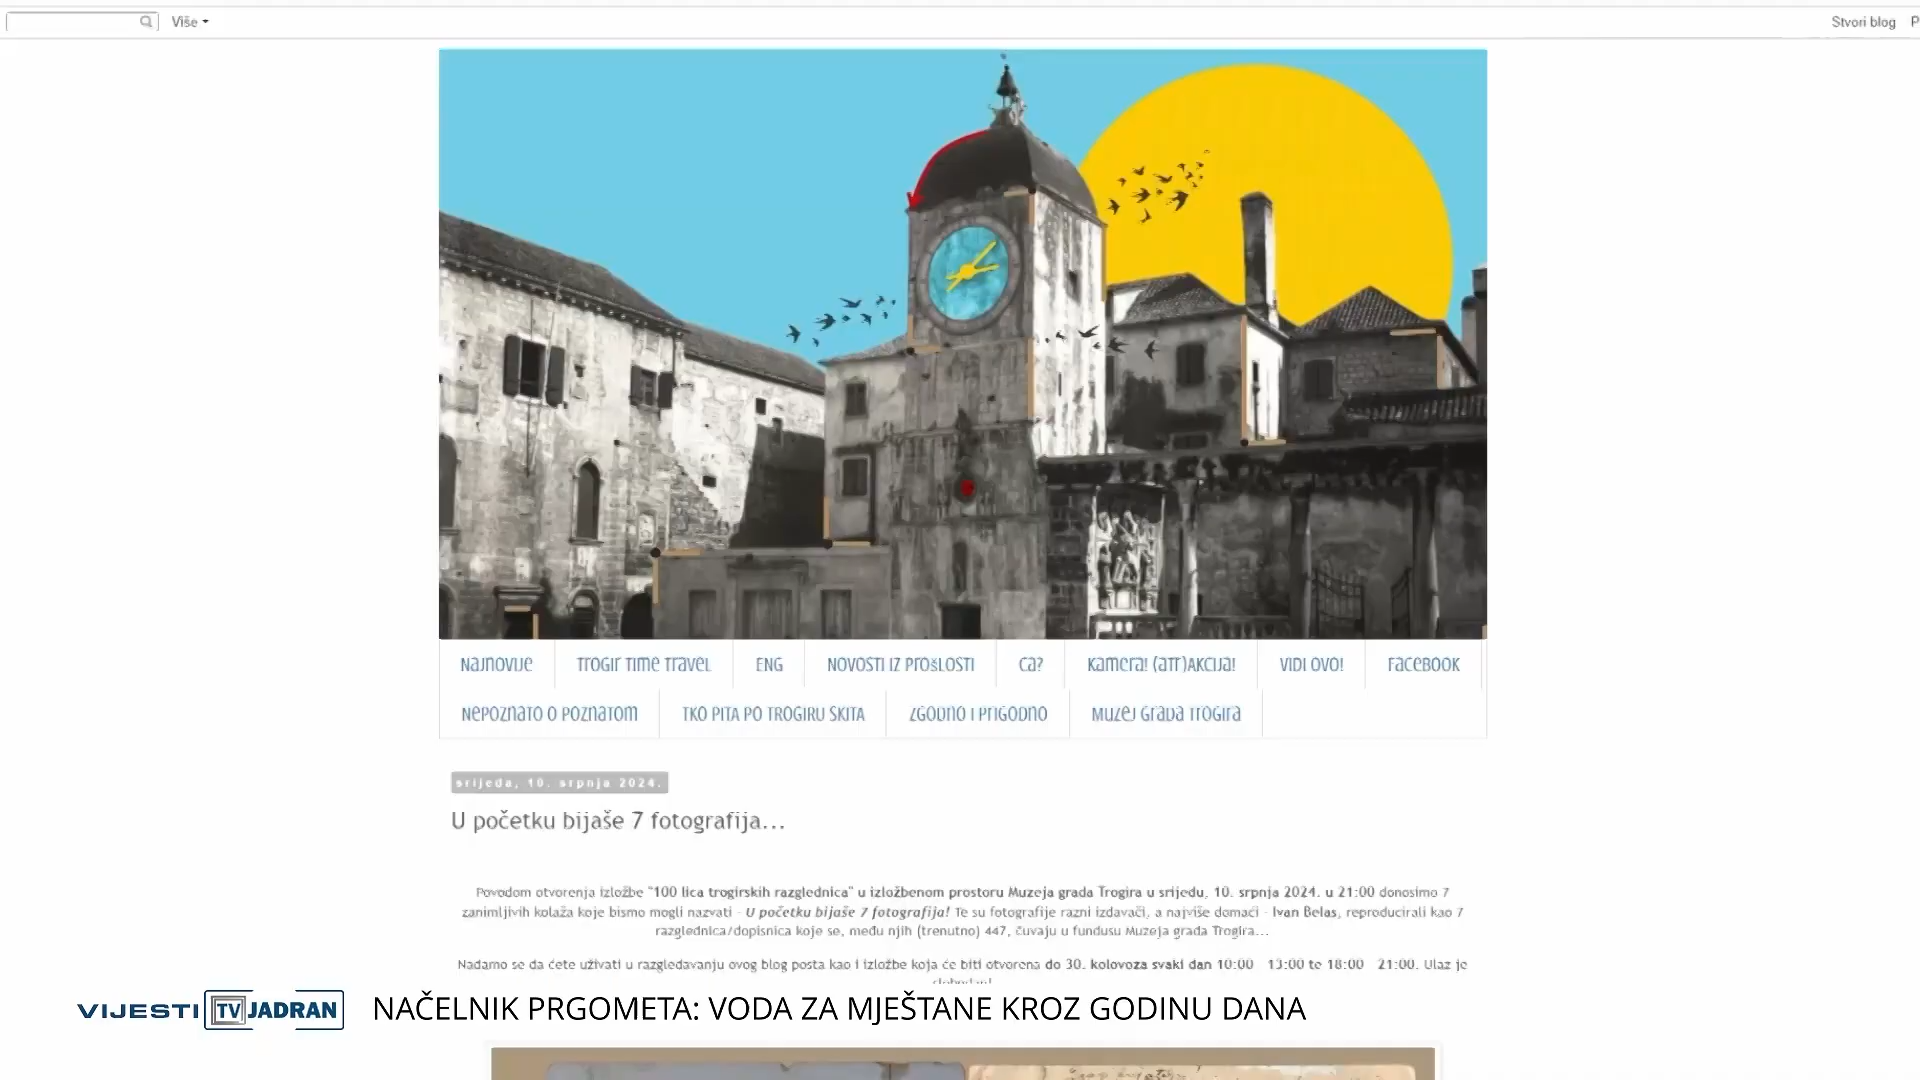 Više
Stvori blog
Najnovije
Trogir Time Travel
ENG
NOVOSTI IZ PROŠLOSTI
Ča?
Kamera! (atr)AKCIJA!
VIDI OVO!
Facebook
Nepoznato o poznatom
TKO PITA PO TROGIRU SKITA
ZGODNO I PRIGODNO
Muzej grada Trogira
srijeda, 10. srpnja 2024.
U početku bijaše 7 fotografija...
Povodom otvorenja izložbe "100 lica trogirskih razglednica" u izložbenom prostoru Muzeja grada Trogira u srijedu, 10. srpnja 2024. u 21:00 donosimo 7
zanimljivih kolaža koje bismo mogli nazvati - U početku bijaše 7 fotografija! Te su fotografije razni izdavači, a najviše domaći - Ivan Belas, reproducirali kao 7
razglednica/dopisnica koje se, među njih (trenutno) 447, čuvaju u fundusu Muzeja grada Trogira...
Nadamo se da ćete uživati u razgledavanju ovog blog posta kao i izložbe koja će biti otvorena do 30. kolovoza svaki dan 10:00 13:00 te 18:00 21:00. Ulaz je
VIJESTI TV JADRAN
NAČELNIK PRGOMETA: VODA ZA MJEŠTANE KROZ GODINU DANA